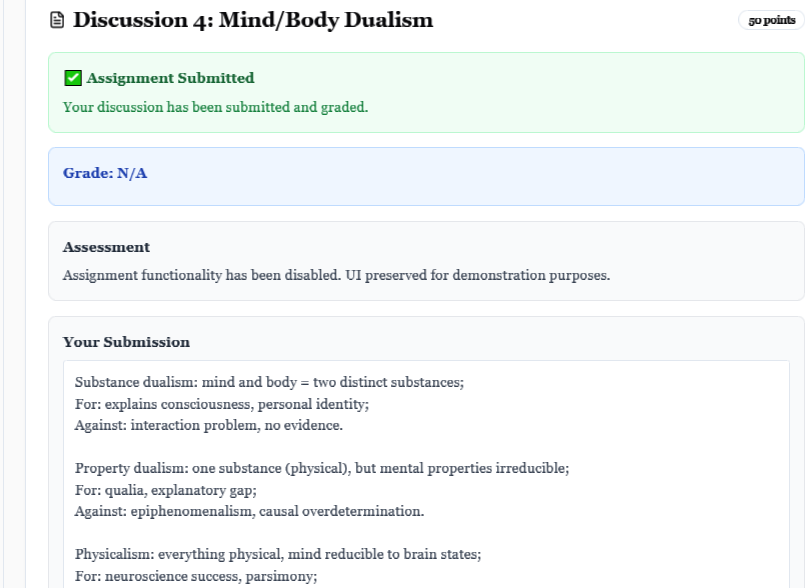 Discussion 4: Mind/Body Dualism
50 points
Assignment Submitted
Your discussion has been submitted and graded.
Grade: N/A
Assessment
Assignment functionality has been disabled. UI preserved for demonstration purposes.
Your Submission
Substance dualism: mind and body = two distinct substances;
For: explains consciousness, personal identity;
Against: interaction problem, no evidence.
Property dualism: one substance (physical), but mental properties irreducible;
For: qualia, explanatory gap;
Against: epiphenomenalism, causal overdetermination.
Physicalism: everything physical, mind reducible to brain states;
For: neuroscience success, parsimony;